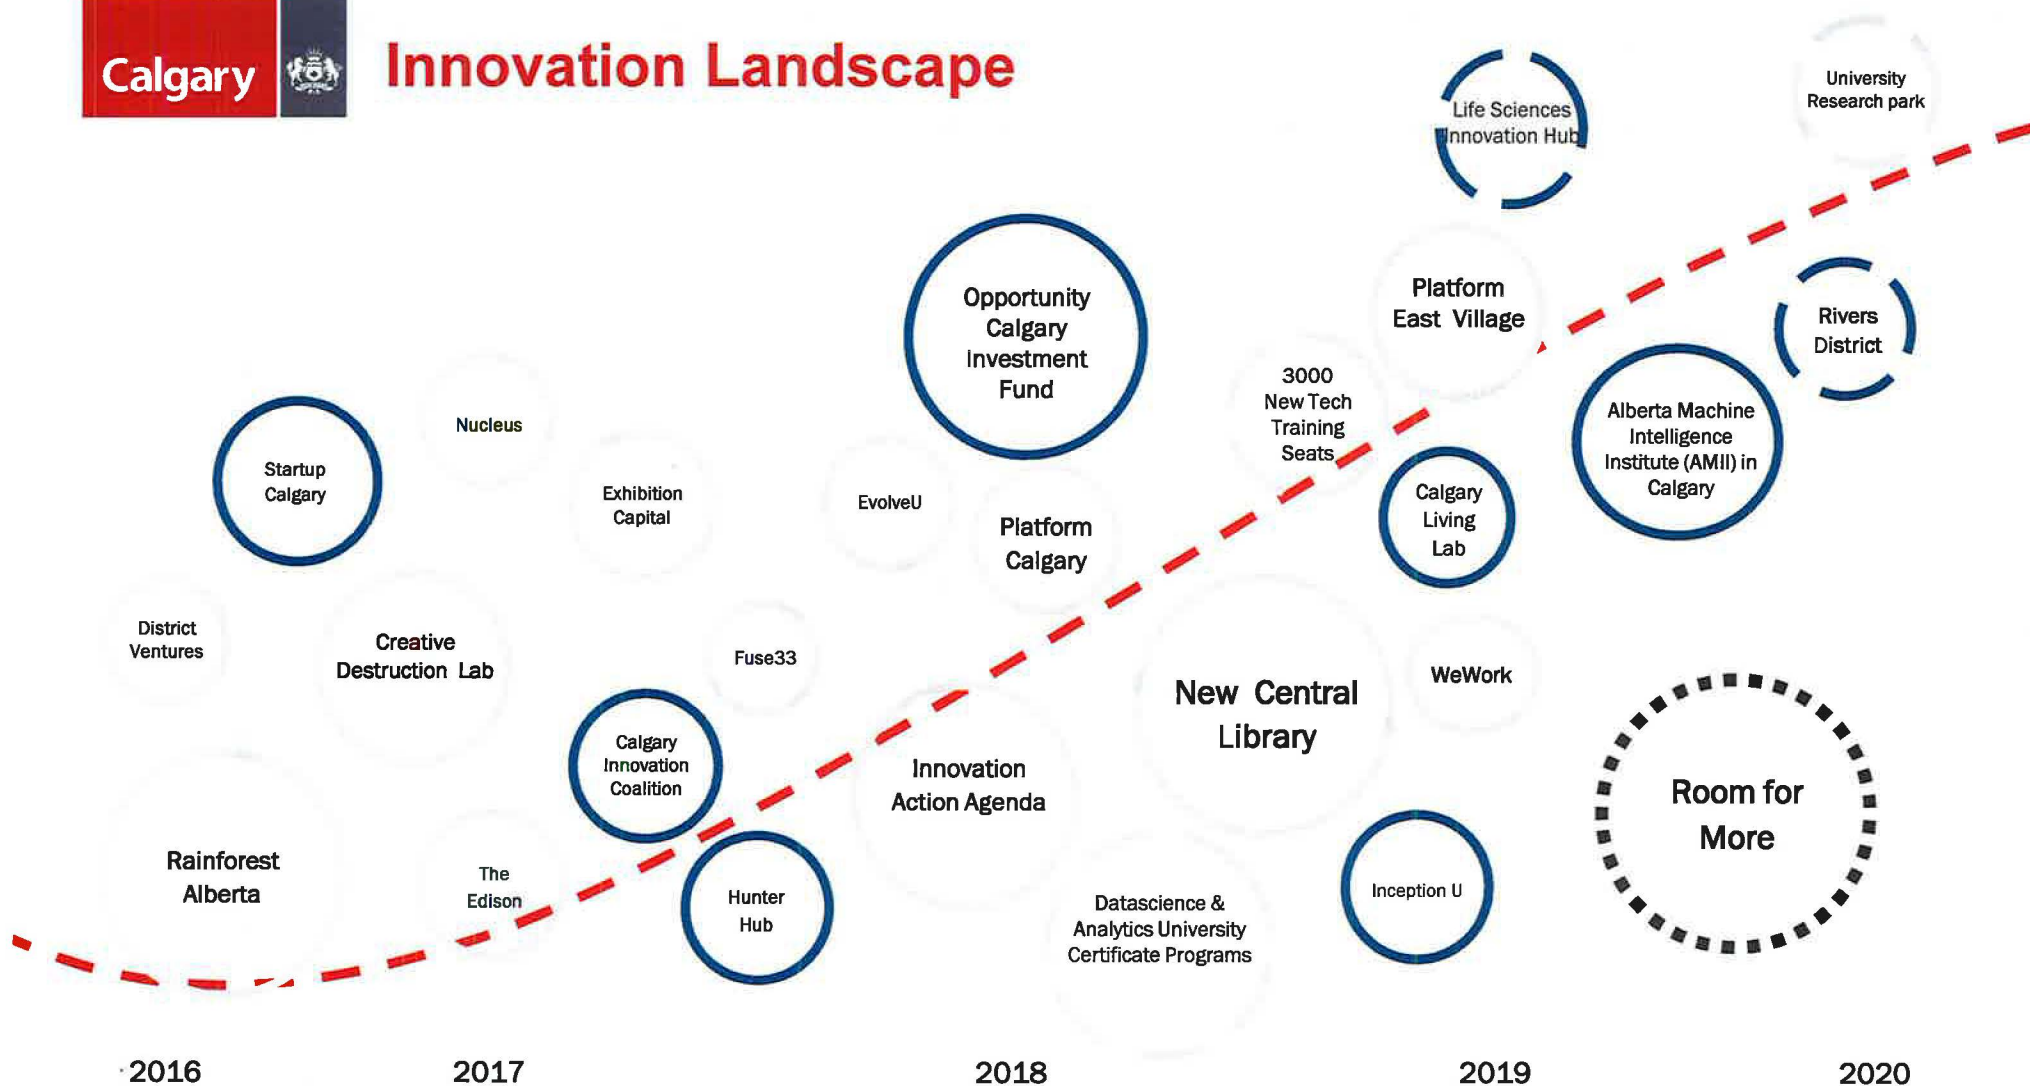 Calgary
Innovation Landscape
University
Research park
Life Sciences
Innovation Hub
Opportunity
Calgary
Investment
Fund
Platform
East Village
Rivers
District
3000
New Tech
Training
Seats
Alberta Machine
Intelligence
Institute (AMII) in
Calgary
Nucleus
Startup
Calgary
Exhibition
Capital
EvolveU
Platform
Calgary
Calgary
Living
Lab
District
Ventures
Creative
Destruction Lab
Fuse33
New Central
Library
WeWork
Calgary
Innovation
Coalition
Innovation
Action Agenda
Room for
More
Rainforest
Alberta
The
Edison
Hunter
Hub
Datascience &
Analytics University
Certificate Programs
Inception U
2016
2017
2018
2019
2020